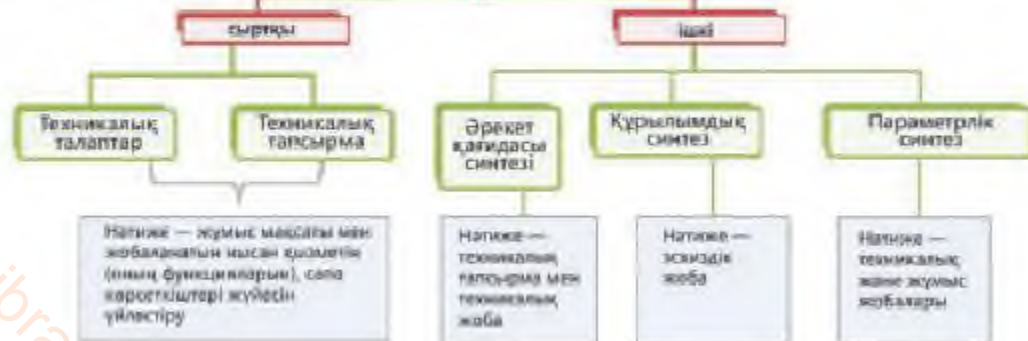 сыртқы
ішкі
Техникалық
талаптар
Техникалық
тапсырма
Әрекет
қағидасы
синтезі
Құрылымдық
синтез
Параметрлік
синтез
Нәтиже — жұмыс мақсаты мен
жобаланатын нысан қызметін
(оның функцияларын), сапа
көрсеткіштері жүйесін
үйлестіру
Нәтиже —
техникалық
тапсырма мен
техникалық
жоба
Нәтиже —
эскиздік
жоба
Нәтиже —
техникалық
және жұмыс
жобалары